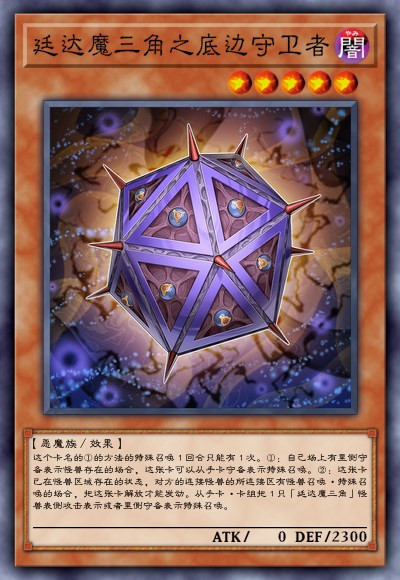 廷达魔三角之底边守卫者
闇
やみ
【恶魔族／效果】
这个卡名的①的方法的特殊召唤1回合只能有1次。①：自己场上有里侧守
备表示怪兽存在的场合，这张卡可以从手卡守备表示特殊召唤。②：这张卡
已在怪兽区域存在的状态，对方的连接怪兽的所连接区有怪兽召唤·特殊召
唤的场合，把这张卡解放才能发动。从手卡·卡组把1只「廷达魔三角」怪
兽表侧攻击表示或者里侧守备表示特殊召唤。
ATK/ 0 DEF/2300